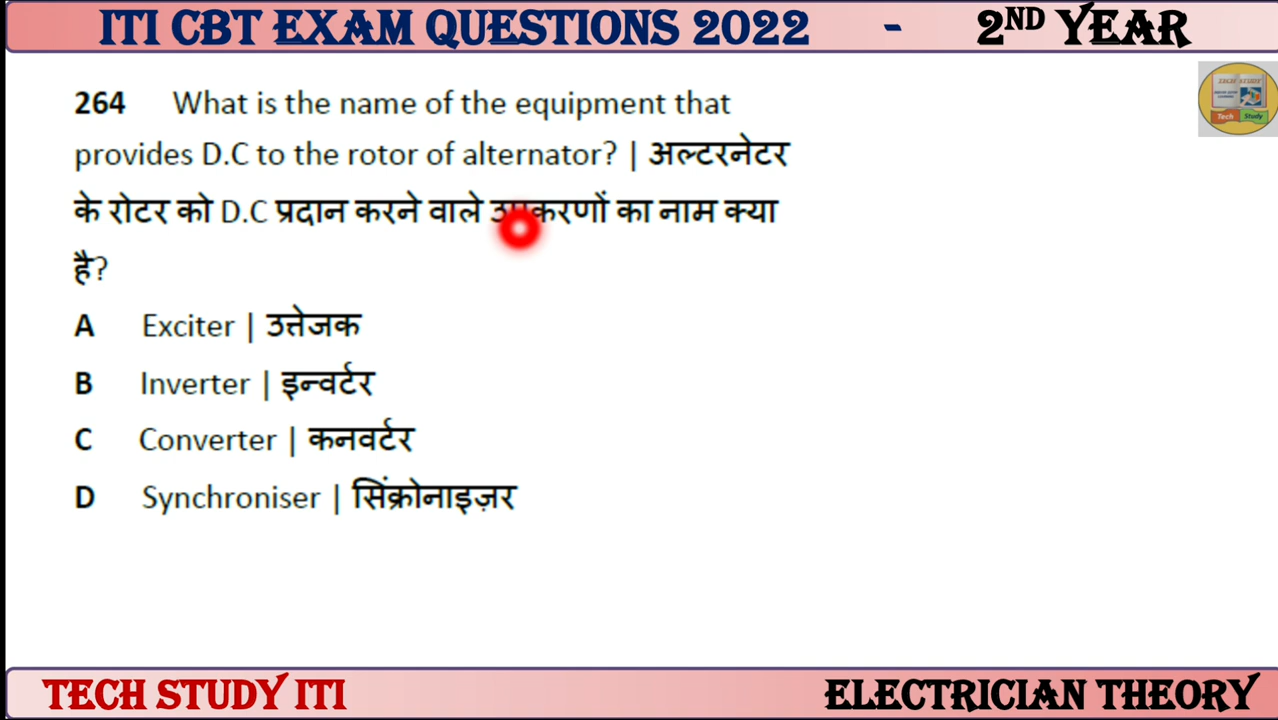 ITI CBT EXAM QUESTIONS 2022 - 2ND YEAR
264 What is the name of the equipment that
provides D.C to the rotor of alternator? | अल्टरनेटर
के रोटर को D.C प्रदान करने वाले उपकरणों का नाम क्या
है?
A Exciter | उत्तेजक
B Inverter | इन्वर्टर
C Converter | कनवर्टर
D Synchroniser | सिंक्रोनाइज़र
Tech Study
TECH STUDY ITI
ELECTRICIAN THEORY